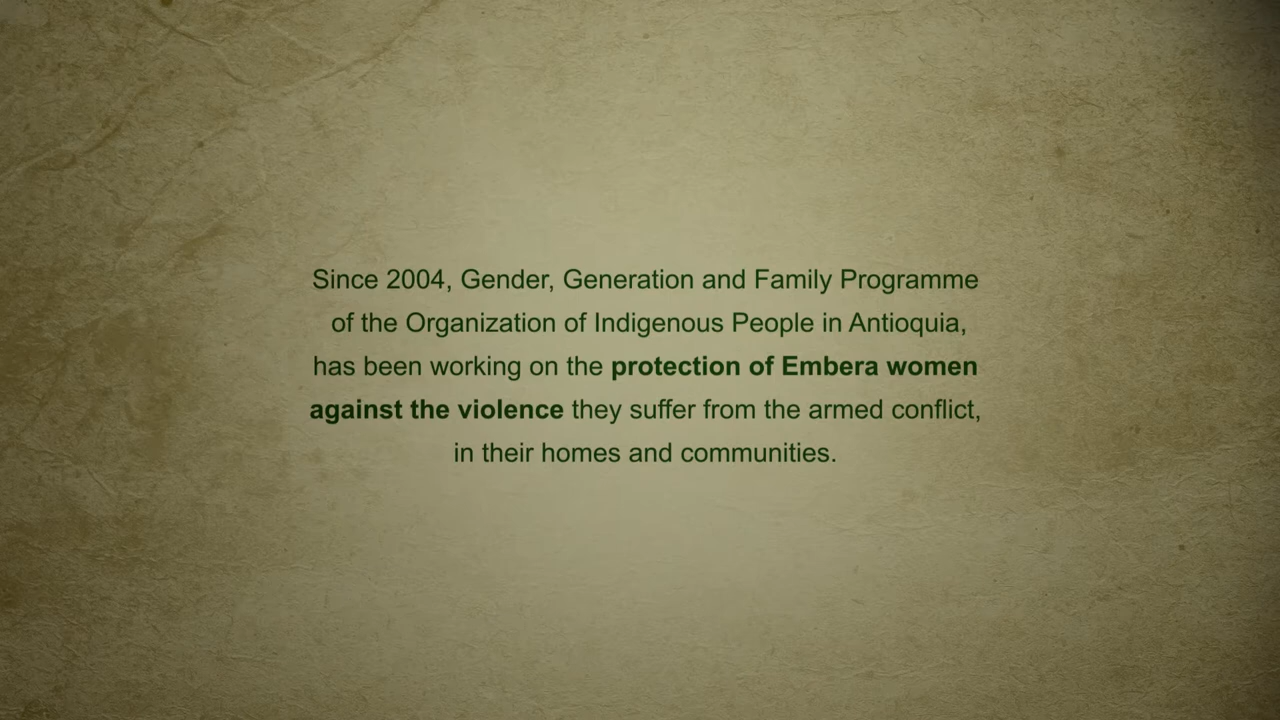 Since 2004, Gender, Generation and Family Programme
of the Organization of Indigenous People in Antioquia,
has been working on the protection of Embera women
against the violence they suffer from the armed conflict,
in their homes and communities.